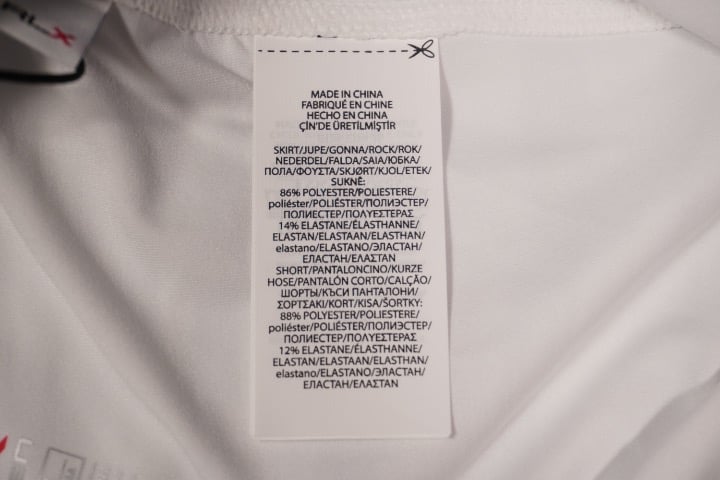 RLX
MADE IN CHINA
FABRIQUÉ EN CHINE
HECHO EN CHINA
ÇİN'DE ÜRETİLMİŞTİR
SKIRT/JUPE/GONNA/ROCK/ROK/
NEDERDEL/FALDA/SAIA/ЮБКА/
ПОЛА/ΦΟΥΣΤΑ/SKJØRT/KJOL/ETEK/
SUKNĚ:
86% POLYESTER/POLIESTERE/
poliéster/POLIÉSTER/ПОЛИЭСТЕР/
ПОЛИЕСТЕР/ΠΟΛΥΕΣΤΕΡΑΣ
14% ELASTANE/ÉLASTHANNE/
ELASTAN/ELASTAAN/ELASTHAN/
elastano/ELASTANO/ЭЛАСТАН/
ЕЛАСТАН/ΕΛΑΣΤΑΝ
SHORT/PANTALONCINO/KURZE
HOSE/PANTALÓN CORTO/CALÇÃO/
ШОРТЫ/КЪСИ ПАНТАЛОНИ/
ΣΟΡΤΣΑΚΙ/KORT/KISA/ŠORTKY:
88% POLYESTER/POLIESTERE/
poliéster/POLIÉSTER/ПОЛИЭСТЕР/
ПОЛИЕСТЕР/ΠΟΛΥΕΣΤΕΡΑΣ
12% ELASTANE/ÉLASTHANNE/
ELASTAN/ELASTAAN/ELASTHAN/
elastano/ELASTANO/ЭЛАСТАН/
ЕЛАСТАН/ΕΛΑΣΤΑΝ